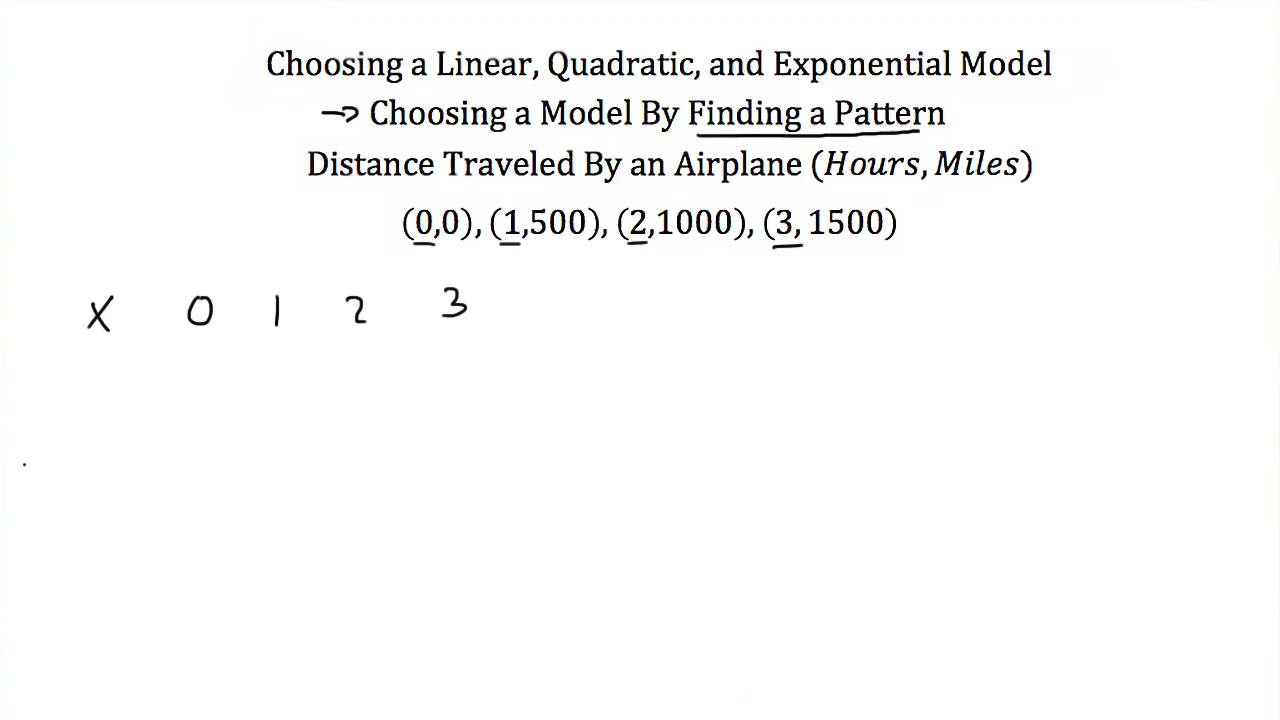 Choosing a Linear, Quadratic, and Exponential Model
→ Choosing a Model By Finding a Pattern
Distance Traveled By an Airplane (Hours, Miles)
(0,0), (1,500), (2,1000), (3, 1500)
X 0 1 2 3